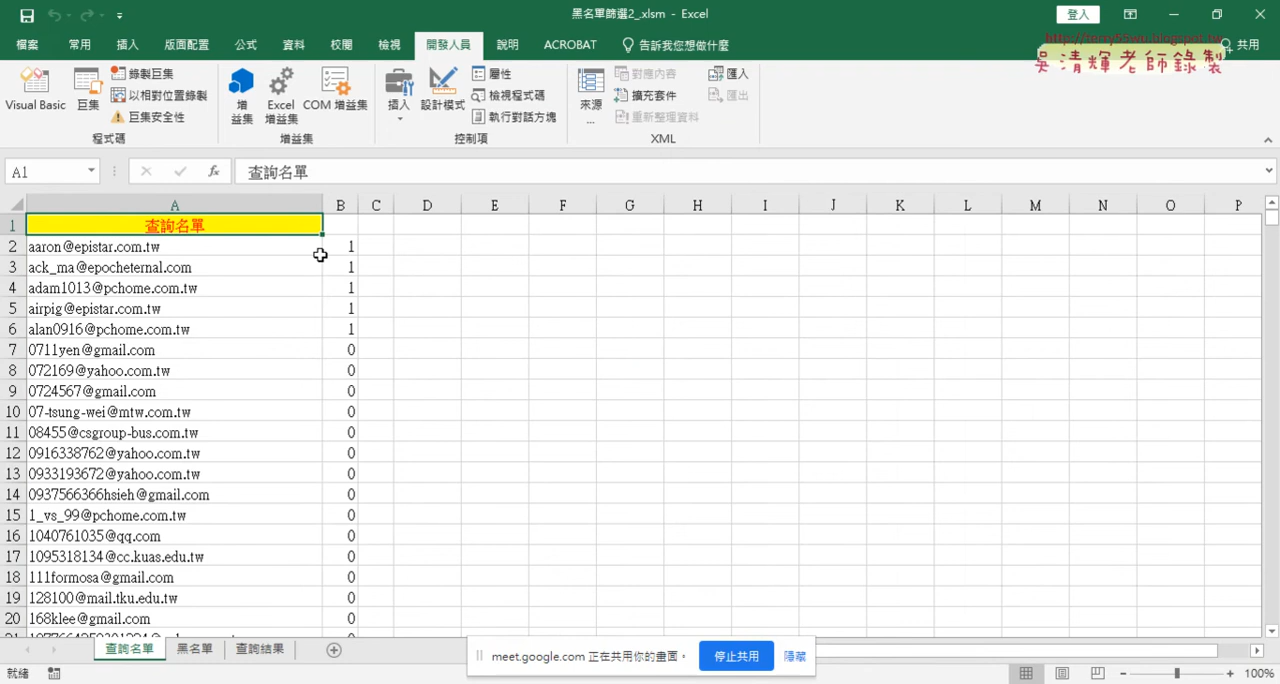 黑名單篩選2_.xlsm - Excel
登入
檔案 常用 插入 版面配置 公式 資料 校閱 檢視 開發人員 說明 ACROBAT 告訴我您想做什麼 共用
http://terry55wu.blogspot.tw
吳清輝老師錄製
Visual Basic
巨集
錄製巨集
以相對位置錄製
巨集安全性
程式碼
增益集
Excel 增益集
COM 增益集
增益集
插入
設計模式
屬性
檢視程式碼
執行對話方塊
控制項
來源...
對應內容
擴充套件
重新整理資料
匯入
匯出
XML
A1 fx 查詢名單
A B C D E F G H I J K L M N O P
1 查詢名單
2 aaron@epistar.com.tw 1
3 ack_ma@epocheternal.com 1
4 adam1013@pchome.com.tw 1
5 airpig@epistar.com.tw 1
6 alan0916@pchome.com.tw 1
7 0711yen@gmail.com 0
8 072169@yahoo.com.tw 0
9 0724567@gmail.com 0
10 07-tsung-wei@mtw.com.tw 0
11 08455@csgroup-bus.com.tw 0
12 0916338762@yahoo.com.tw 0
13 0933193672@yahoo.com.tw 0
14 0937566366hsieh@gmail.com 0
15 1_vs_99@pchome.com.tw 0
16 1040761035@qq.com 0
17 1095318134@cc.kuas.edu.tw 0
18 111formosa@gmail.com 0
19 128100@mail.tku.edu.tw 0
20 168klee@gmail.com 0
查詢名單 黑名單 查詢結果
meet.google.com 正在共用你的畫面。 停止共用 隱藏
就緒 100%